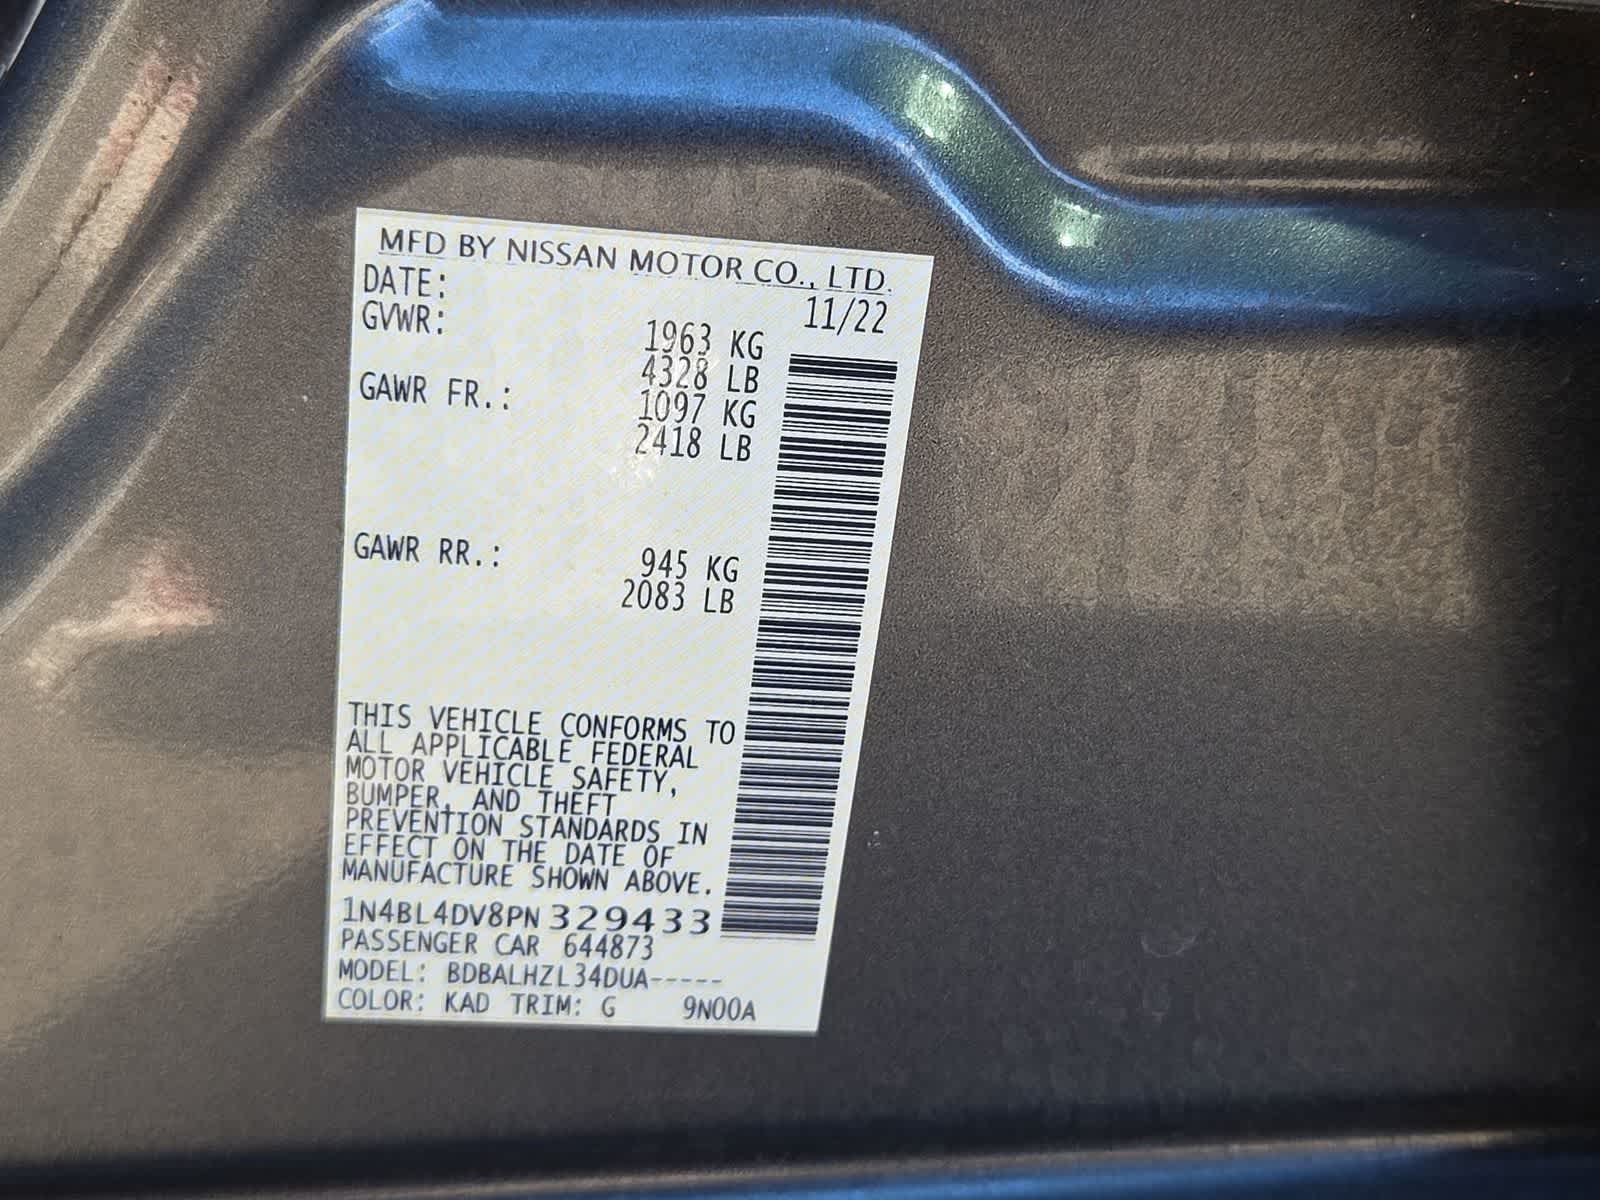 MFD BY NISSAN MOTOR CO., LTD.
DATE: 11/22
GVWR: 1963 KG
4328 LB
GAWR FR.: 1097 KG
2418 LB
GAWR RR.: 945 KG
2083 LB
THIS VEHICLE CONFORMS TO
ALL APPLICABLE FEDERAL
MOTOR VEHICLE SAFETY,
BUMPER, AND THEFT
PREVENTION STANDARDS IN
EFFECT ON THE DATE OF
MANUFACTURE SHOWN ABOVE.
1N4BL4DV8PN329433
PASSENGER CAR 644873
MODEL: BDBALHZL34DUA-----
COLOR: KAD TRIM: G 9N00A